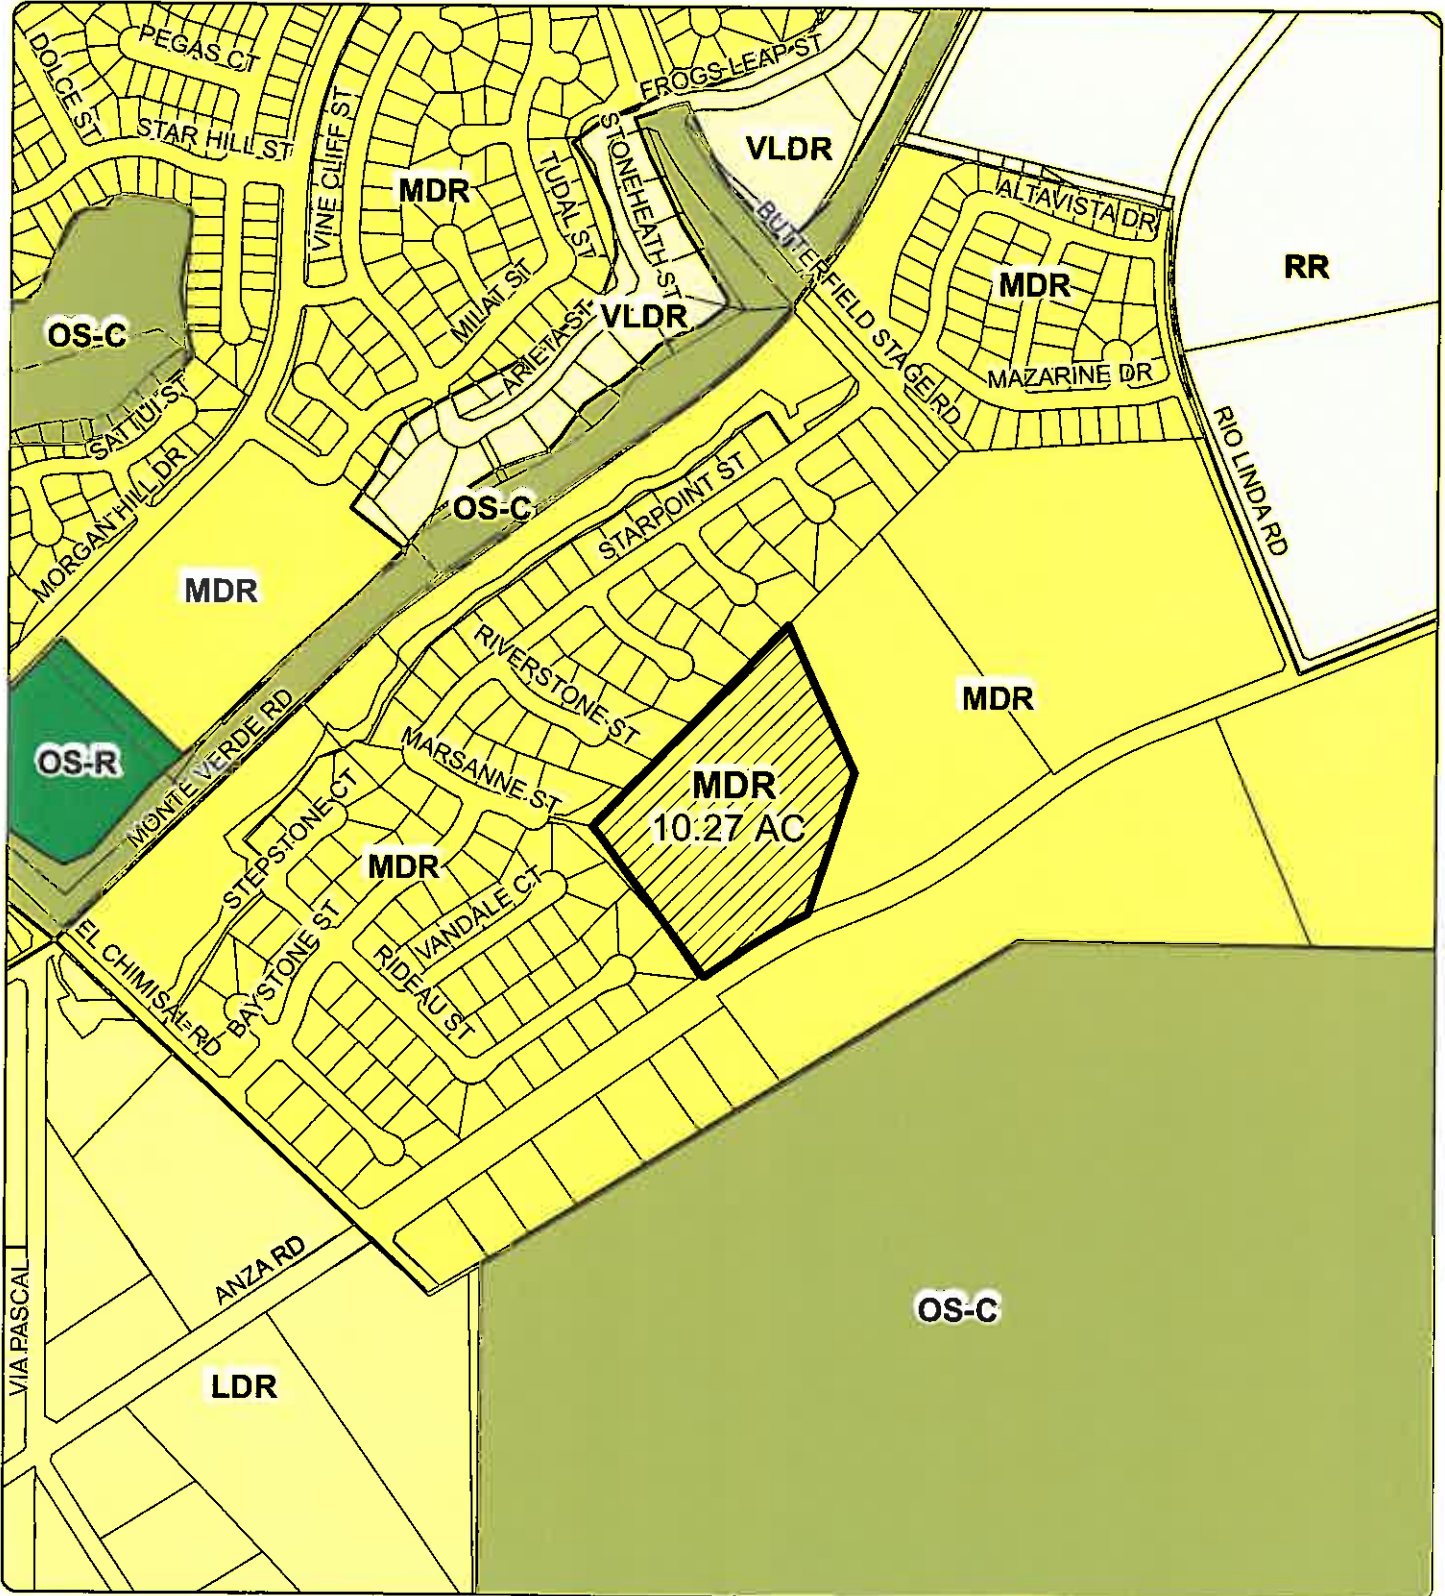 PEGAS CT
DOLCE ST
FROGS LEAP ST
STAR HILL ST
VINE CLIFF ST
STONEHEATH ST
VLDR
MDR
TUDAL ST
ALTAVISTA DR
BUTTERFIELD STAGE RD
RR
MDR
MILAT ST
VLDR
OS-C
ARIETA ST
MAZARINE DR
SATTUI ST
RIO LINDA RD
MORGAN HILL DR
OS-C
STARPOINT ST
MDR
RIVERSTONE ST
MDR
OS-R
MONTE VERDE RD
MARSANNE ST
MDR
10.27 AC
STEPSTONE CT
MDR
VANDALE CT
BAYSTONE ST
RIDEAU ST
EL CHIMISAL RD
ANZA RD
VIA PASCAL
OS-C
LDR